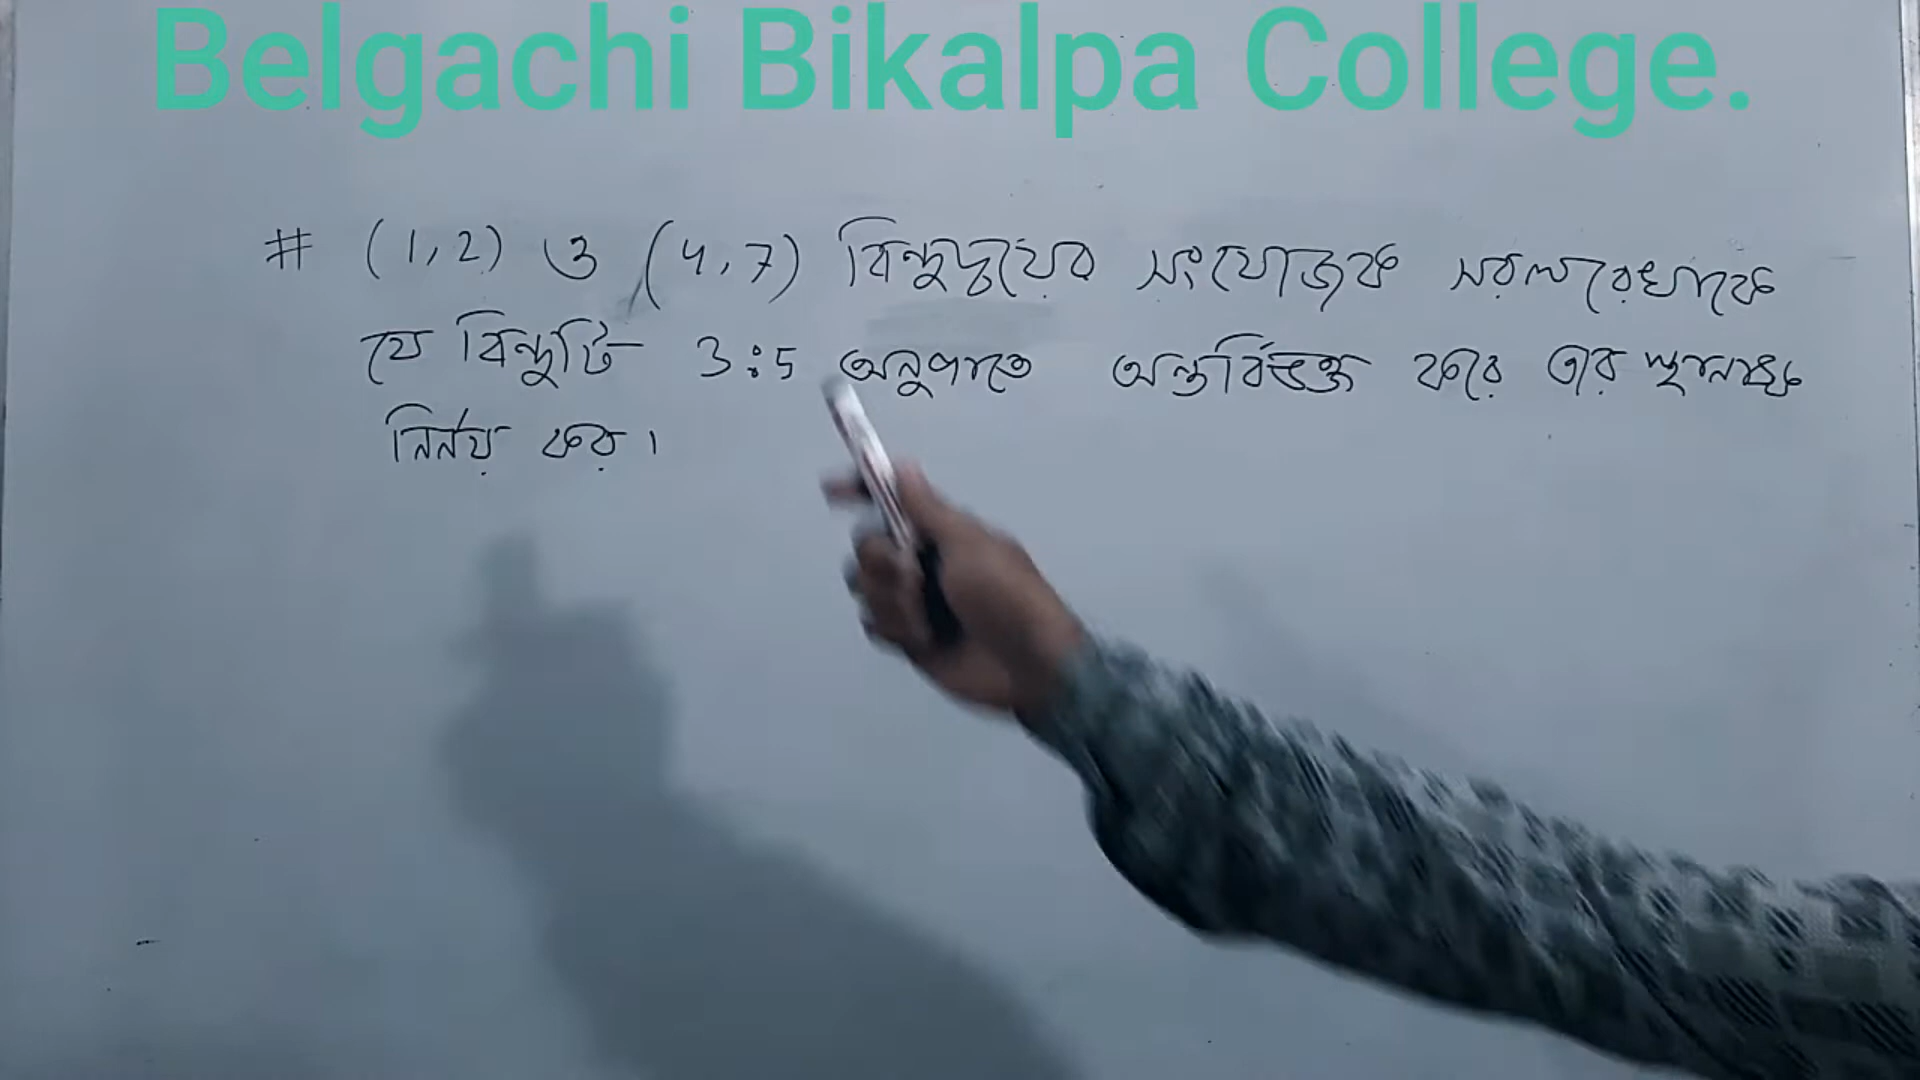 Belgachi Bikalpa College.
# (1,2) ও (4,7) বিন্দুদ্বয়ের সংযোজক সরলরেখাকে
যে বিন্দুটি 3:5 অনুপাতে অন্তর্বিভক্ত করে তার স্থানাঙ্ক
নির্ণয় কর।